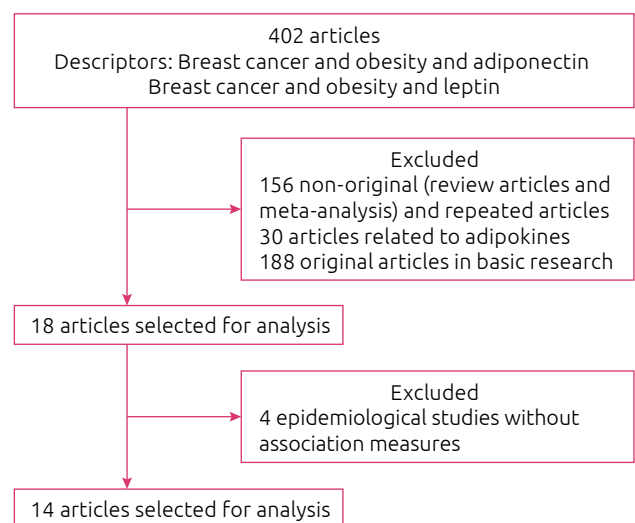 402 articles
Descriptors: Breast cancer and obesity and adiponectin
Breast cancer and obesity and leptin
Excluded
156 non-original (review articles and
meta-analysis) and repeated articles
30 articles related to adipokines
188 original articles in basic research
18 articles selected for analysis
Excluded
4 epidemiological studies without
association measures
14 articles selected for analysis